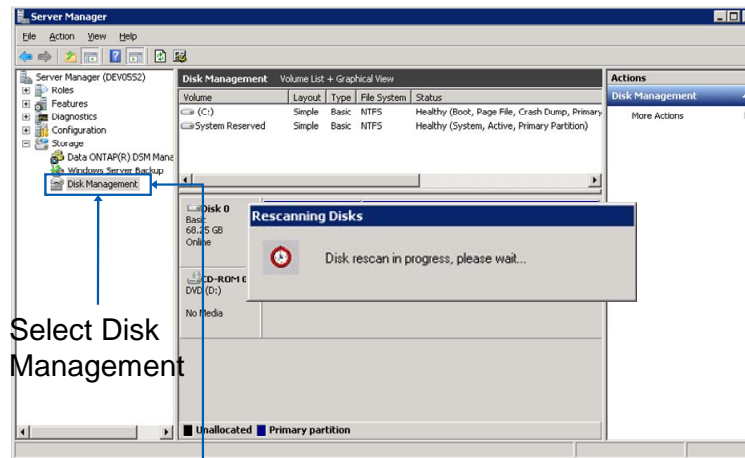 Server Manager
File Action View Help
Server Manager (DEV0552)
Roles
Features
Diagnostics
Configuration
Storage
Data ONTAP(R) DSM Mana
Windows Server Backup
Disk Management
Disk Management Volume List + Graphical View
Volume Layout Type File System Status
(C:) Simple Basic NTFS Healthy (Boot, Page File, Crash Dump, Primary
System Reserved Simple Basic NTFS Healthy (System, Active, Primary Partition)
Disk 0
Basic
68.25 GB
Online
CD-ROM 0
DVD (D:)
No Media
Rescanning Disks
Disk rescan in progress, please wait...
Unallocated Primary partition
Actions
Disk Management
More Actions
Select Disk
Management